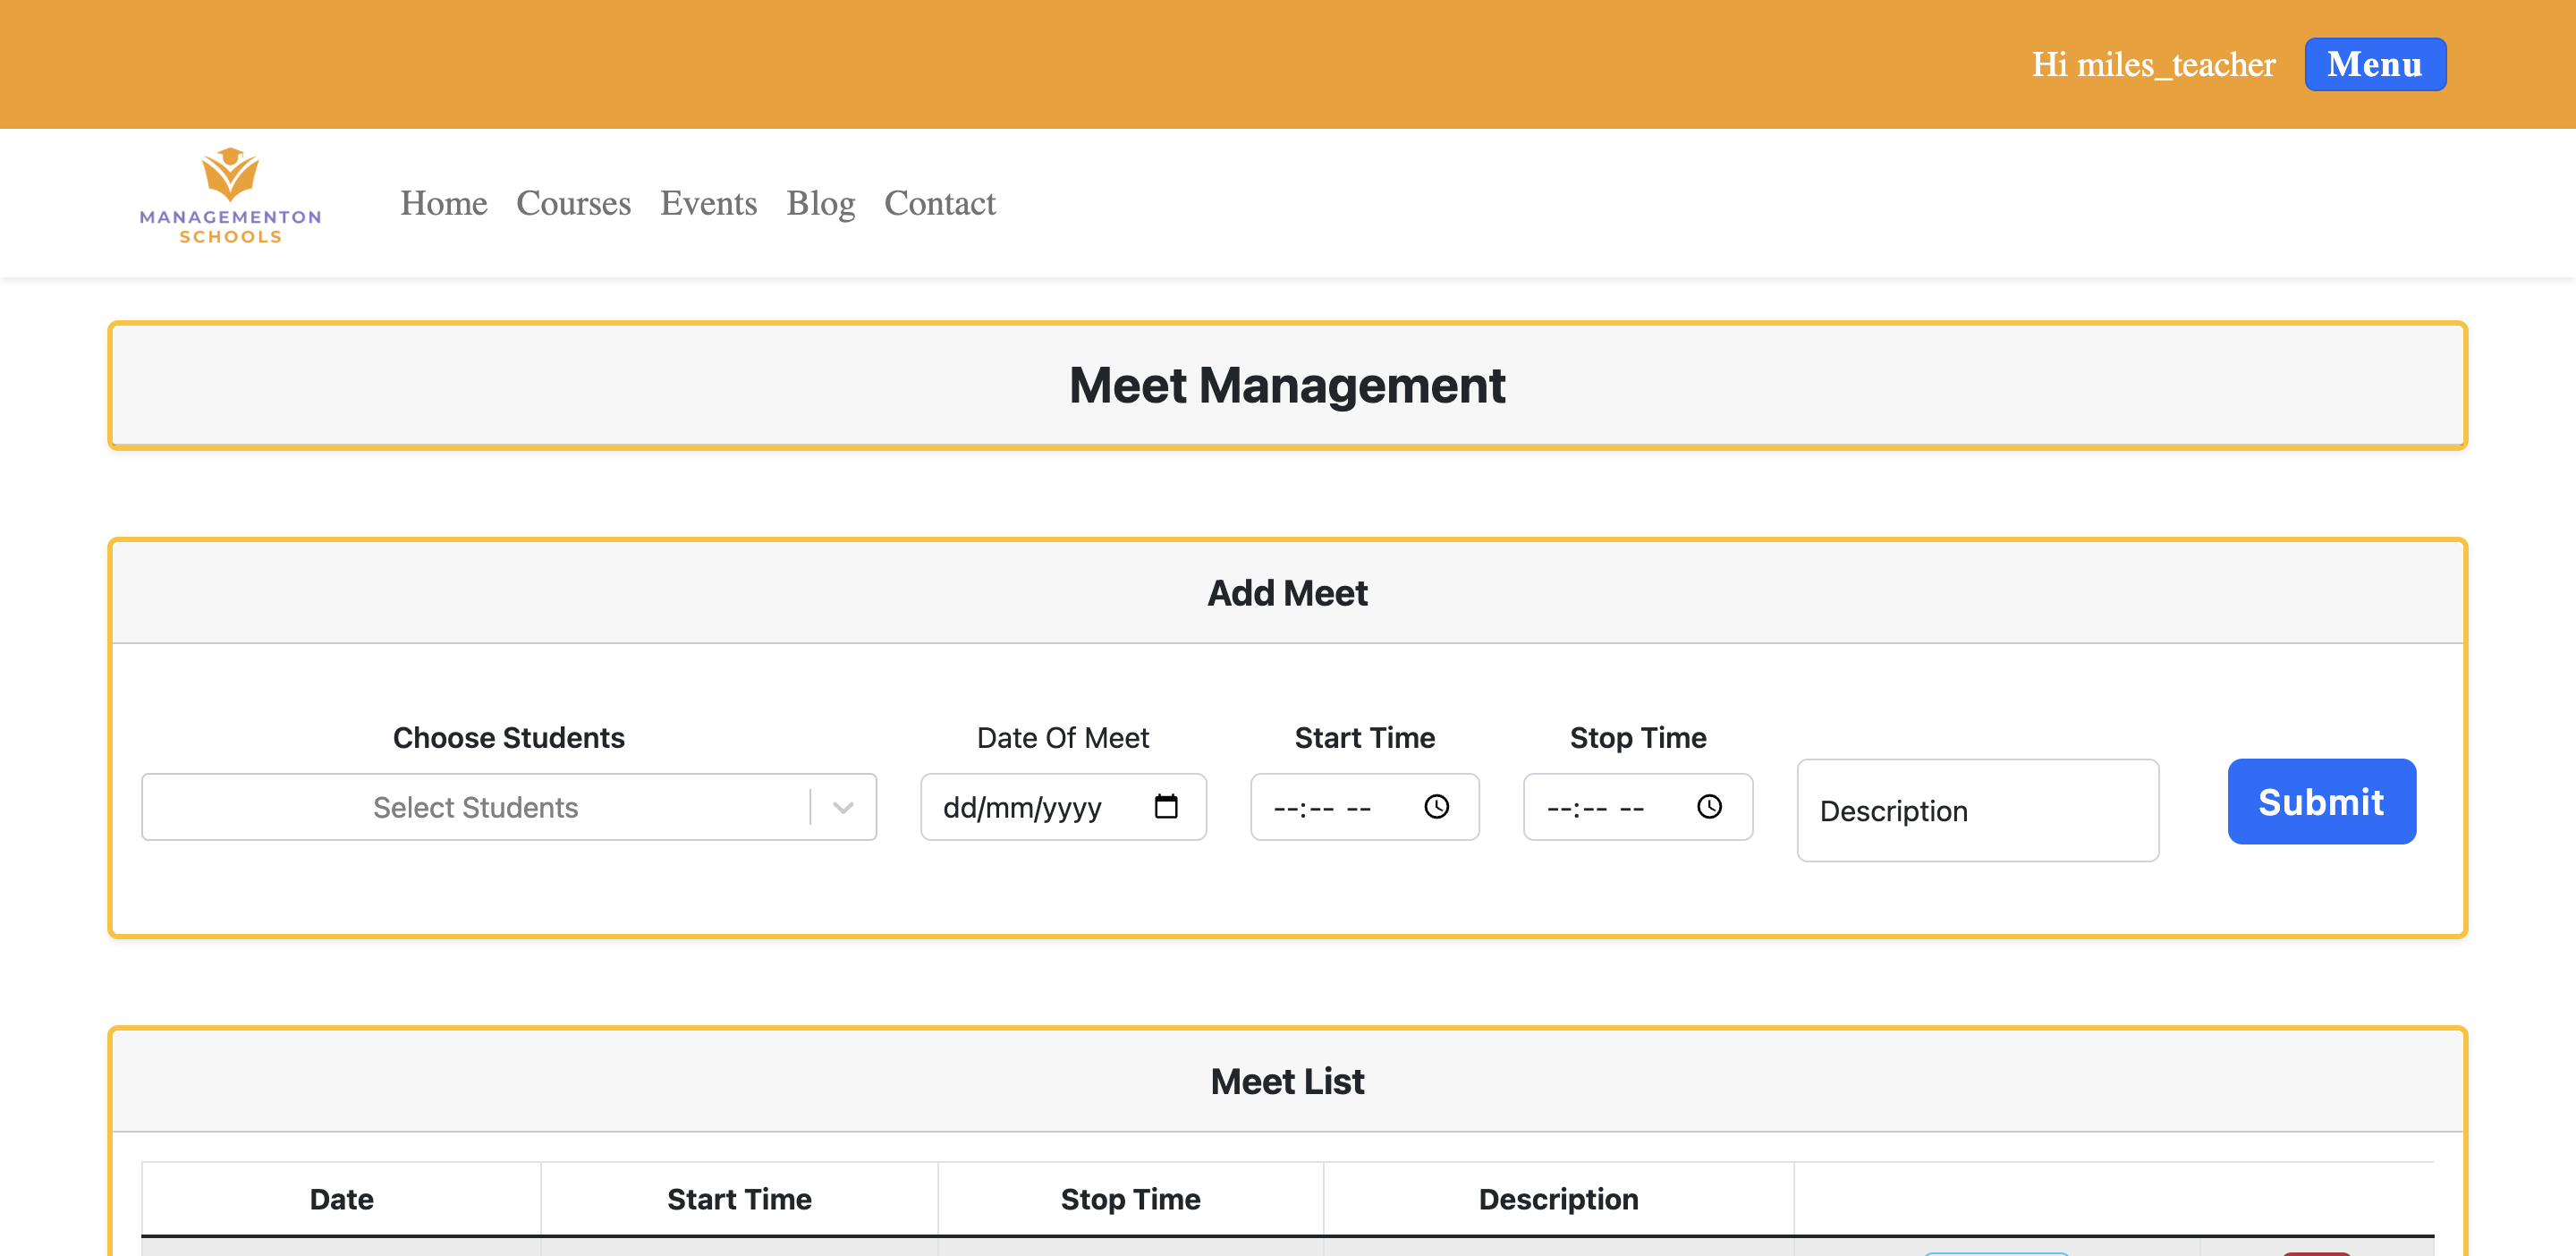 Hi miles_teacher Menu
MANAGEMENTON
SCHOOLS
Home Courses Events Blog Contact
Meet Management
Add Meet
Choose Students Date Of Meet Start Time Stop Time
Select Students dd/mm/yyyy --:-- -- --:-- -- Description Submit
Meet List
Date Start Time Stop Time Description